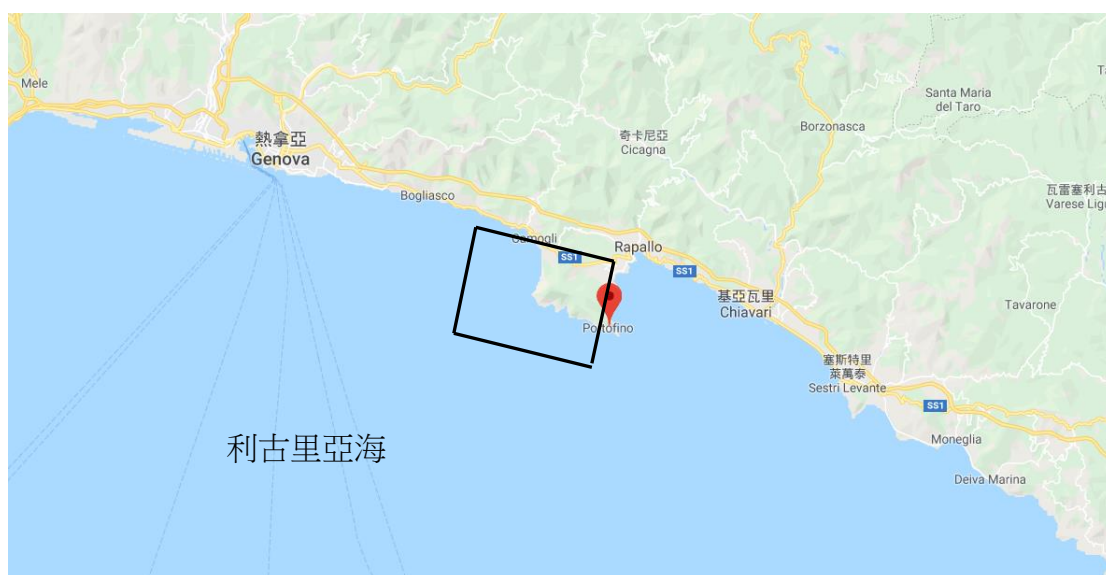 Mele
Santa Maria
del Taro
T
熱拿亞
Genova
奇卡尼亞
Cicagna
Borzonasca
Bogliasco
瓦雷塞利古
Varese Ligu
Camogli
SS1
Rapallo
SS1
基亞瓦里
Chiavari
Tavarone
Portofino
塞斯特里
萊萬泰
Sestri Levante
SS1
Moneglia
利古里亞海
Deiva Marina